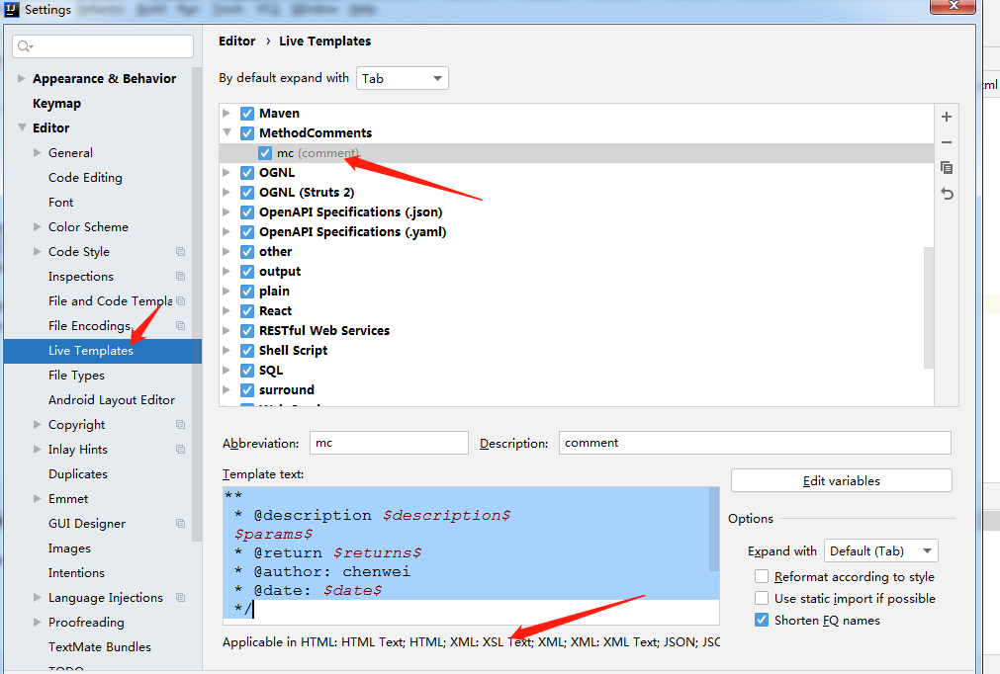 IJ Settings
Editor › Live Templates
By default expand with Tab
Appearance & Behavior
Keymap
Editor
General
Code Editing
Font
Color Scheme
Code Style
Inspections
File and Code Templa
File Encodings
Live Templates
File Types
Android Layout Editor
Copyright
Inlay Hints
Duplicates
Emmet
GUI Designer
Images
Intentions
Language Injections
Proofreading
TextMate Bundles
TODO
Maven
MethodComments
mc (comment)
OGNL
OGNL (Struts 2)
OpenAPI Specifications (.json)
OpenAPI Specifications (.yaml)
other
output
plain
React
RESTful Web Services
Shell Script
SQL
surround
Abbreviation: mc Description: comment
Template text:
**
* @description $description$
$params$
* @return $returns$
* @author: chenwei
* @date: $date$
*/
Edit variables
Options
Expand with Default (Tab)
Reformat according to style
Use static import if possible
Shorten FQ names
Applicable in HTML: HTML Text; HTML; XML: XSL Text; XML; XML: XML Text; JSON; JSC
ml